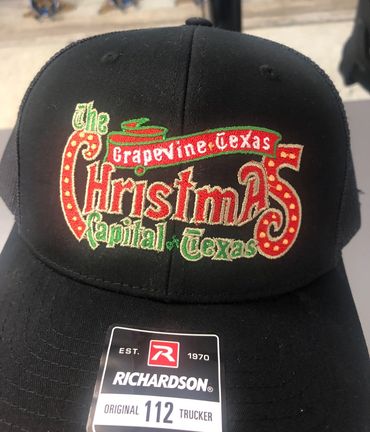 The
Grapevine, Texas
CHristmAS
Capital of Texas
EST. R 1970
RICHARDSON®
ORIGINAL 112 TRUCKER